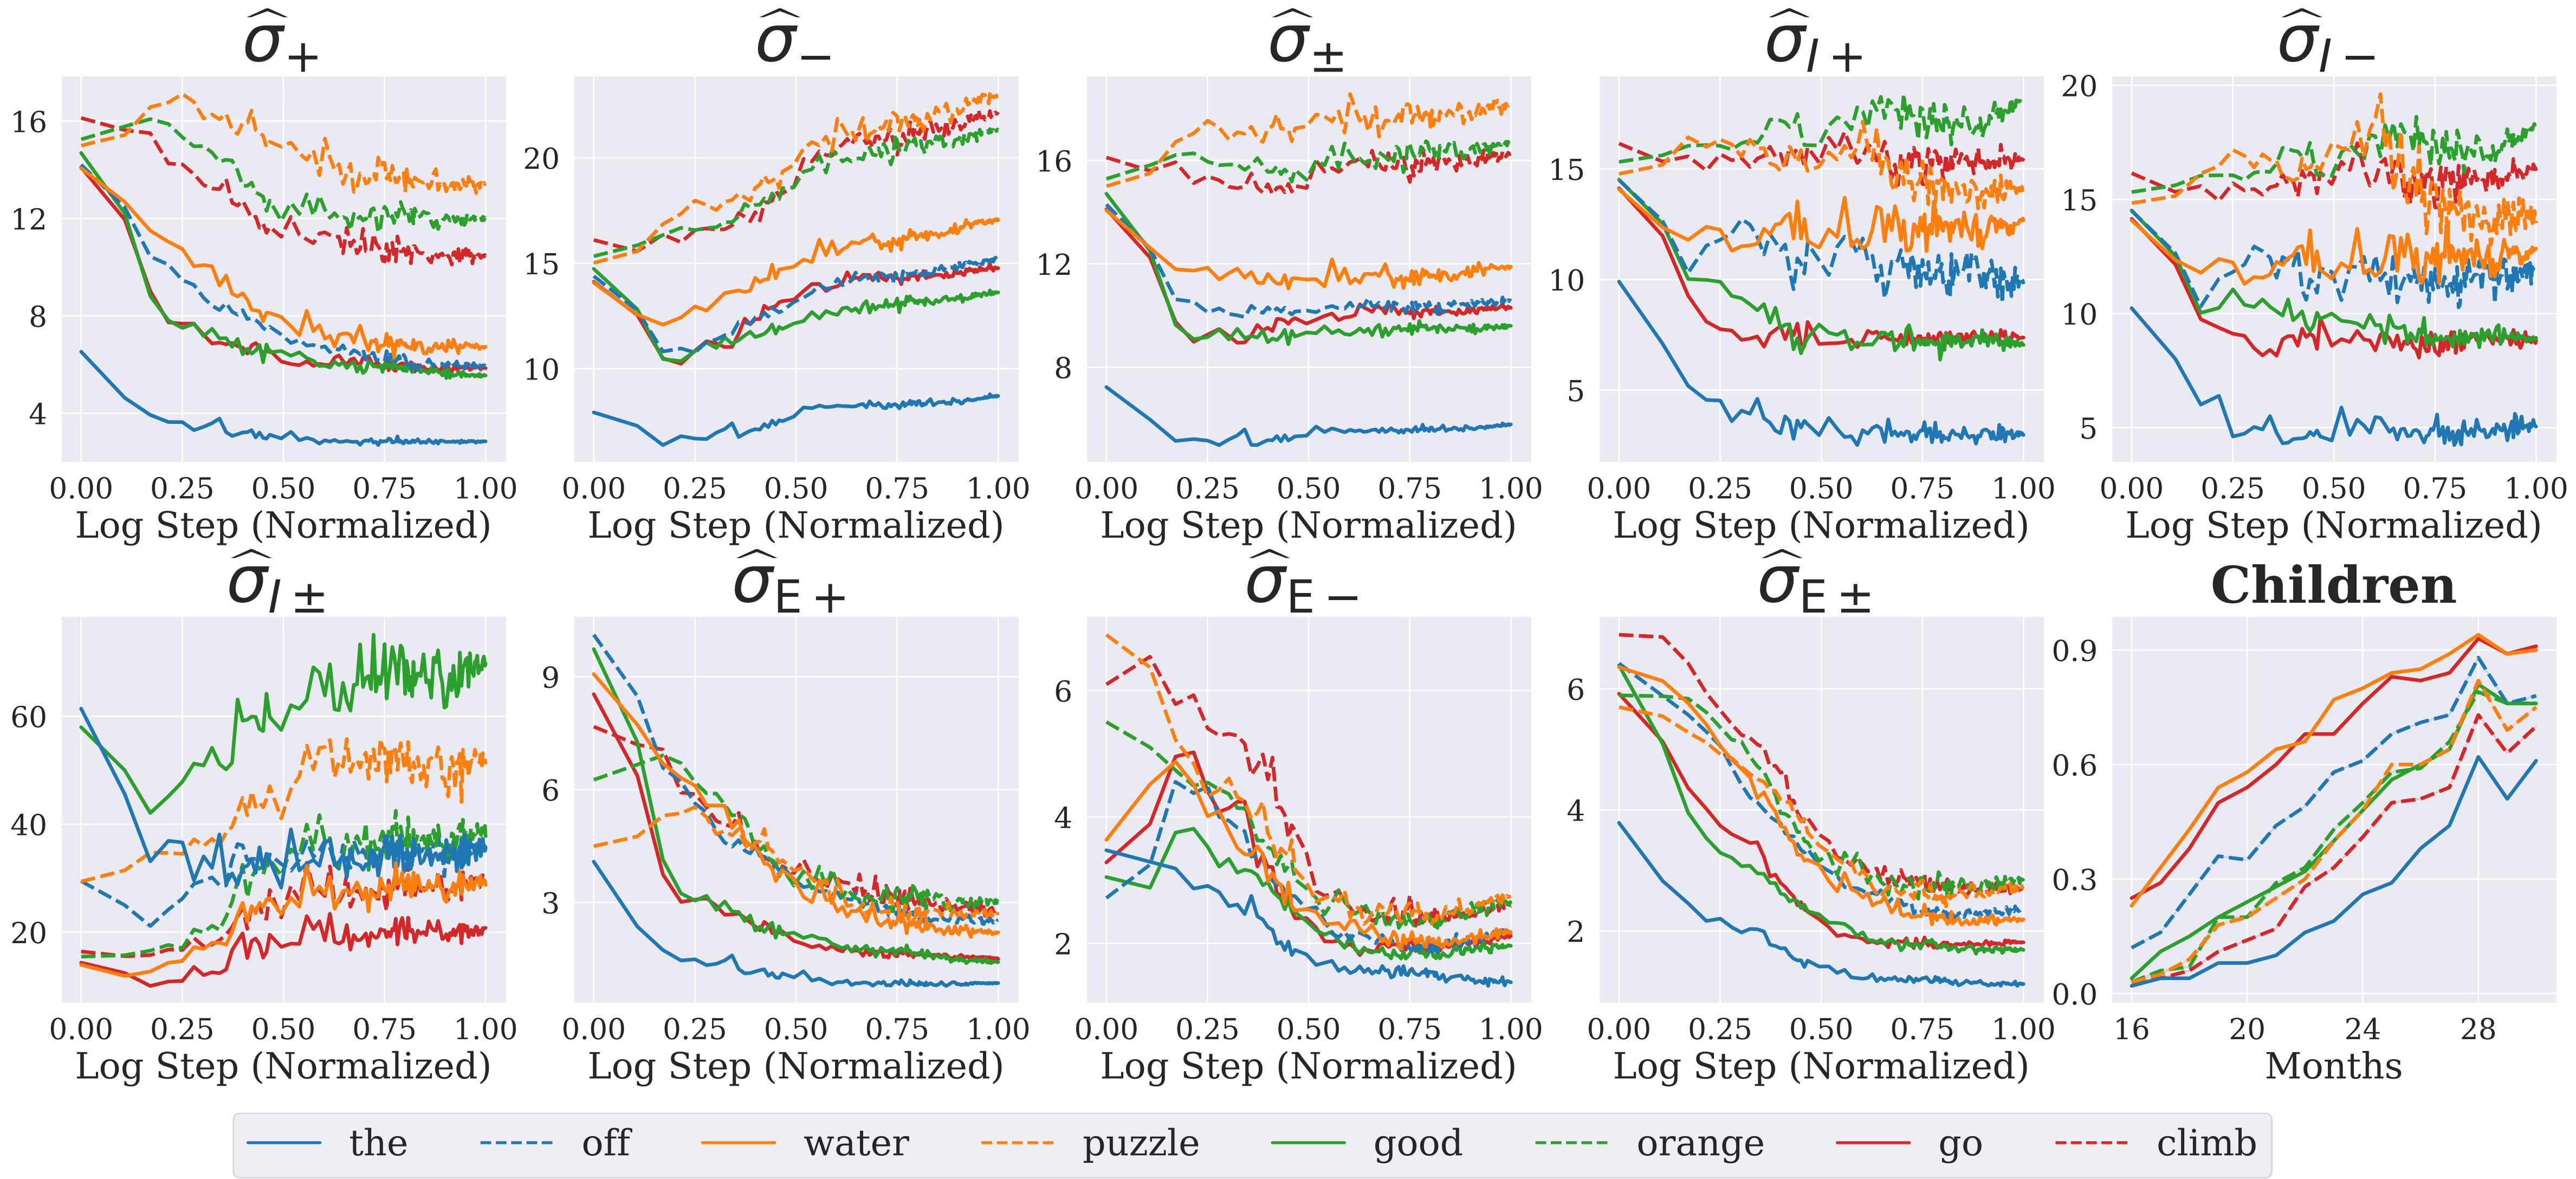 σ̂₊ σ̂₋ σ̂± σ̂_I+ σ̂_I−
16 12 8 4
20 15 10
16 12 8
15 10 5
20 15 10 5
0.00 0.25 0.50 0.75 1.00 0.00 0.25 0.50 0.75 1.00 0.00 0.25 0.50 0.75 1.00 0.00 0.25 0.50 0.75 1.00 0.00 0.25 0.50 0.75 1.00
Log Step (Normalized) Log Step (Normalized) Log Step (Normalized) Log Step (Normalized) Log Step (Normalized)
σ̂_I± σ̂_E+ σ̂_E− σ̂_E± Children
60 40 20
9 6 3
6 4 2
6 4 2
0.9 0.6 0.3 0.0
0.00 0.25 0.50 0.75 1.00 0.00 0.25 0.50 0.75 1.00 0.00 0.25 0.50 0.75 1.00 0.00 0.25 0.50 0.75 1.00 16 20 24 28
Log Step (Normalized) Log Step (Normalized) Log Step (Normalized) Log Step (Normalized) Months
the off water puzzle good orange go climb